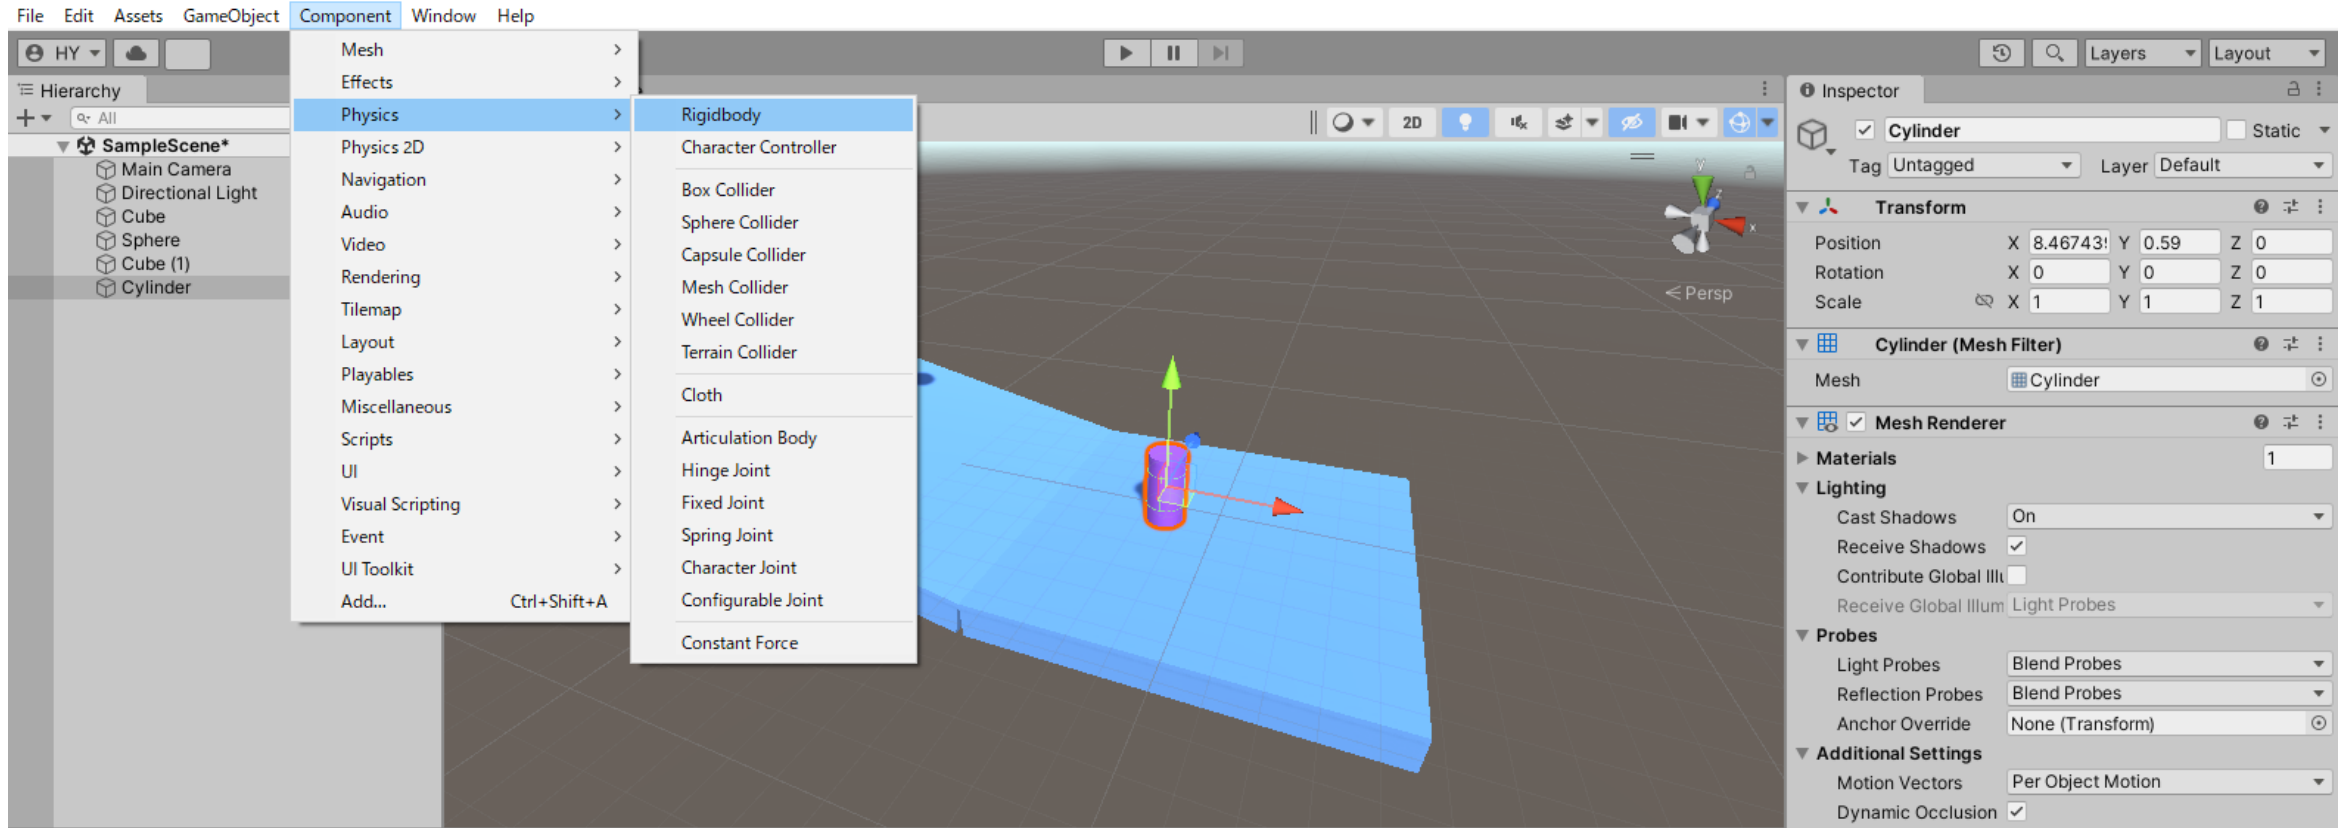 File Edit Assets GameObject Component Window Help
HY
Layers
Layout
Hierarchy
All
SampleScene*
Main Camera
Directional Light
Cube
Sphere
Cube (1)
Cylinder
Mesh
Effects
Physics
Physics 2D
Navigation
Audio
Video
Rendering
Tilemap
Layout
Playables
Miscellaneous
Scripts
UI
Visual Scripting
Event
UI Toolkit
Add... Ctrl+Shift+A
Rigidbody
Character Controller
Box Collider
Sphere Collider
Capsule Collider
Mesh Collider
Wheel Collider
Terrain Collider
Cloth
Articulation Body
Hinge Joint
Fixed Joint
Spring Joint
Character Joint
Configurable Joint
Constant Force
2D
y
z
x
Persp
Inspector
Cylinder
Static
Tag Untagged Layer Default
Transform
Position X 8.46743 Y 0.59 Z 0
Rotation X 0 Y 0 Z 0
Scale X 1 Y 1 Z 1
Cylinder (Mesh Filter)
Mesh Cylinder
Mesh Renderer
Materials 1
Lighting
Cast Shadows On
Receive Shadows
Contribute Global Illu
Receive Global Illum Light Probes
Probes
Light Probes Blend Probes
Reflection Probes Blend Probes
Anchor Override None (Transform)
Additional Settings
Motion Vectors Per Object Motion
Dynamic Occlusion